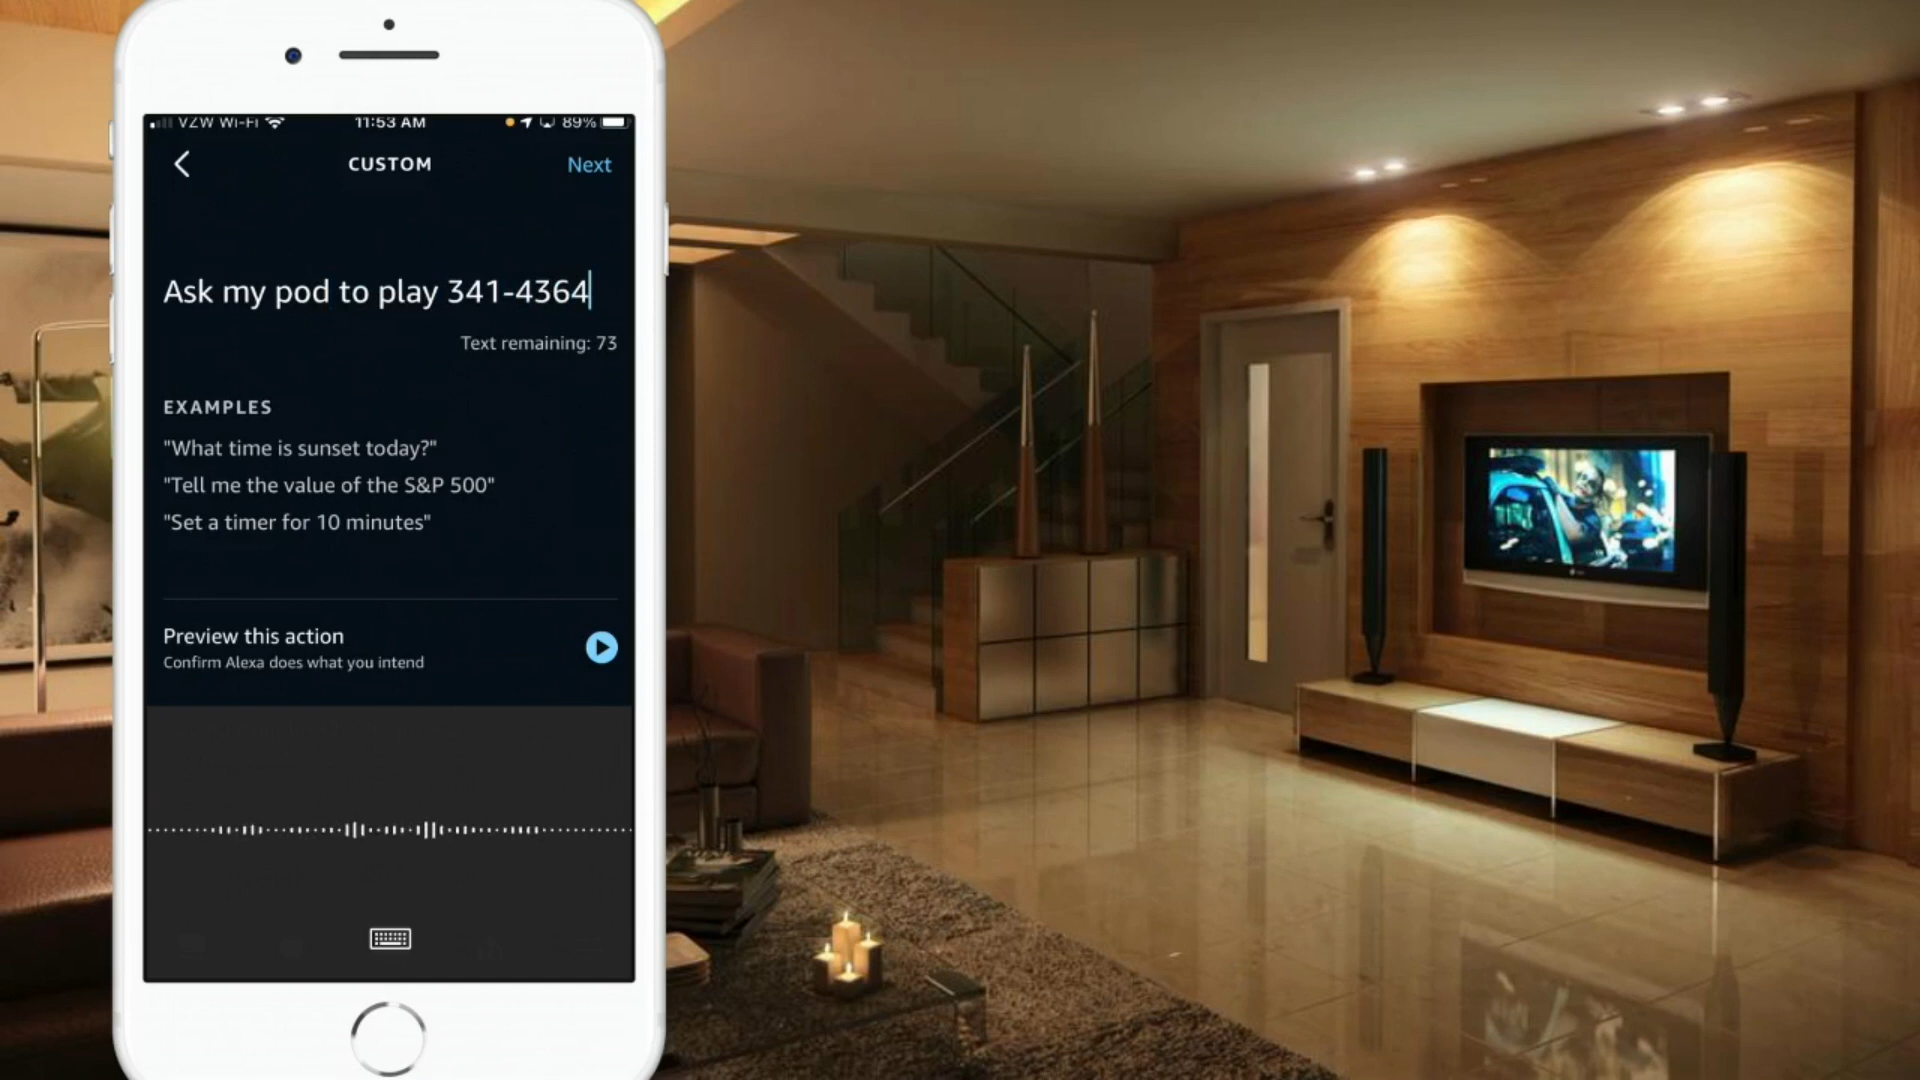 VZW Wi-Fi 11:53 AM 89%
CUSTOM Next
Ask my pod to play 341-4364
Text remaining: 73
EXAMPLES
"What time is sunset today?"
"Tell me the value of the S&P 500"
"Set a timer for 10 minutes"
Preview this action
Confirm Alexa does what you intend